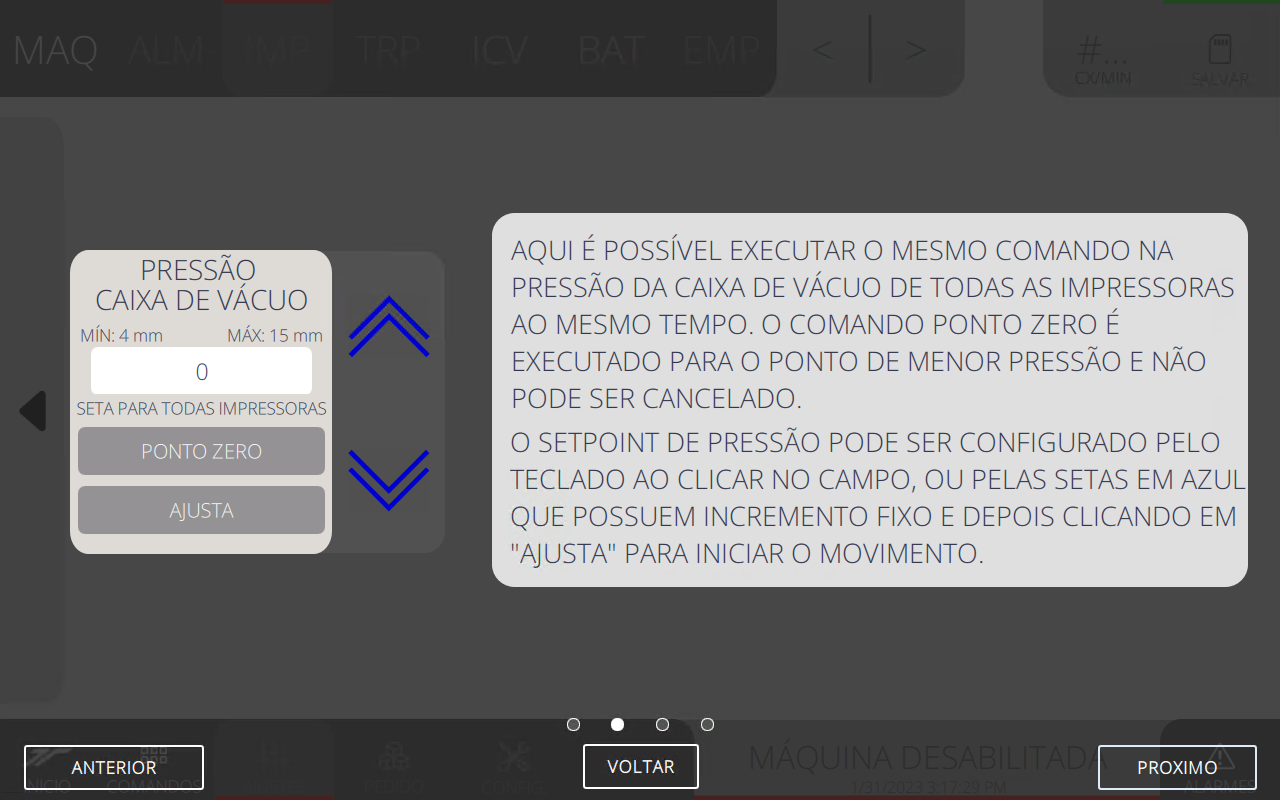 MAQ ALM IMP TRP ICV BAT EMP < >
#...
CX/MIN
SALVAR
PRESSÃO
CAIXA DE VÁCUO
MÍN: 4 mm MÁX: 15 mm
0
SETA PARA TODAS IMPRESSORAS
PONTO ZERO
AJUSTA
AQUI É POSSÍVEL EXECUTAR O MESMO COMANDO NA
PRESSÃO DA CAIXA DE VÁCUO DE TODAS AS IMPRESSORAS
AO MESMO TEMPO. O COMANDO PONTO ZERO É
EXECUTADO PARA O PONTO DE MENOR PRESSÃO E NÃO
PODE SER CANCELADO.
O SETPOINT DE PRESSÃO PODE SER CONFIGURADO PELO
TECLADO AO CLICAR NO CAMPO, OU PELAS SETAS EM AZUL
QUE POSSUEM INCREMENTO FIXO E DEPOIS CLICANDO EM
"AJUSTA" PARA INICIAR O MOVIMENTO.
MÁQUINA DESABILITADA
1/31/2023 3:17:29 PM
ANTERIOR
VOLTAR
PROXIMO
INICIO COMANDOS PEDIDO CONFIG ALARMES